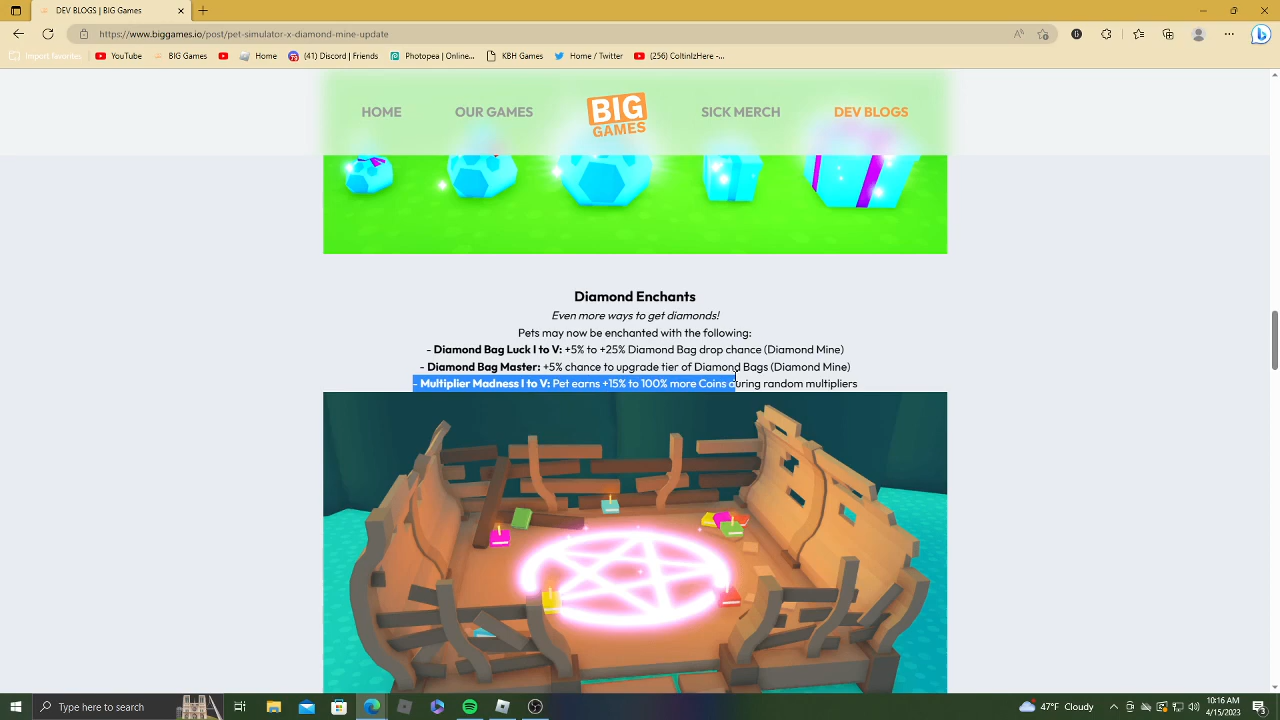 DEV BLOGS | BIG Games
https://www.biggames.io/post/pet-simulator-x-diamond-mine-update
Import favorites
YouTube
BIG Games
Home
(41) Discord | Friends
Photopea | Online...
KBH Games
Home / Twitter
(256) ColtinIzHere -...
HOME
OUR GAMES
BIG
GAMES
SICK MERCH
DEV BLOGS
Diamond Enchants
Even more ways to get diamonds!
Pets may now be enchanted with the following:
- Diamond Bag Luck I to V: +5% to +25% Diamond Bag drop chance (Diamond Mine)
- Diamond Bag Master: +5% chance to upgrade tier of Diamond Bags (Diamond Mine)
- Multiplier Madness I to V: Pet earns +15% to 100% more Coins during random multipliers
Type here to search
47°F Cloudy
10:16 AM
4/15/2023
3